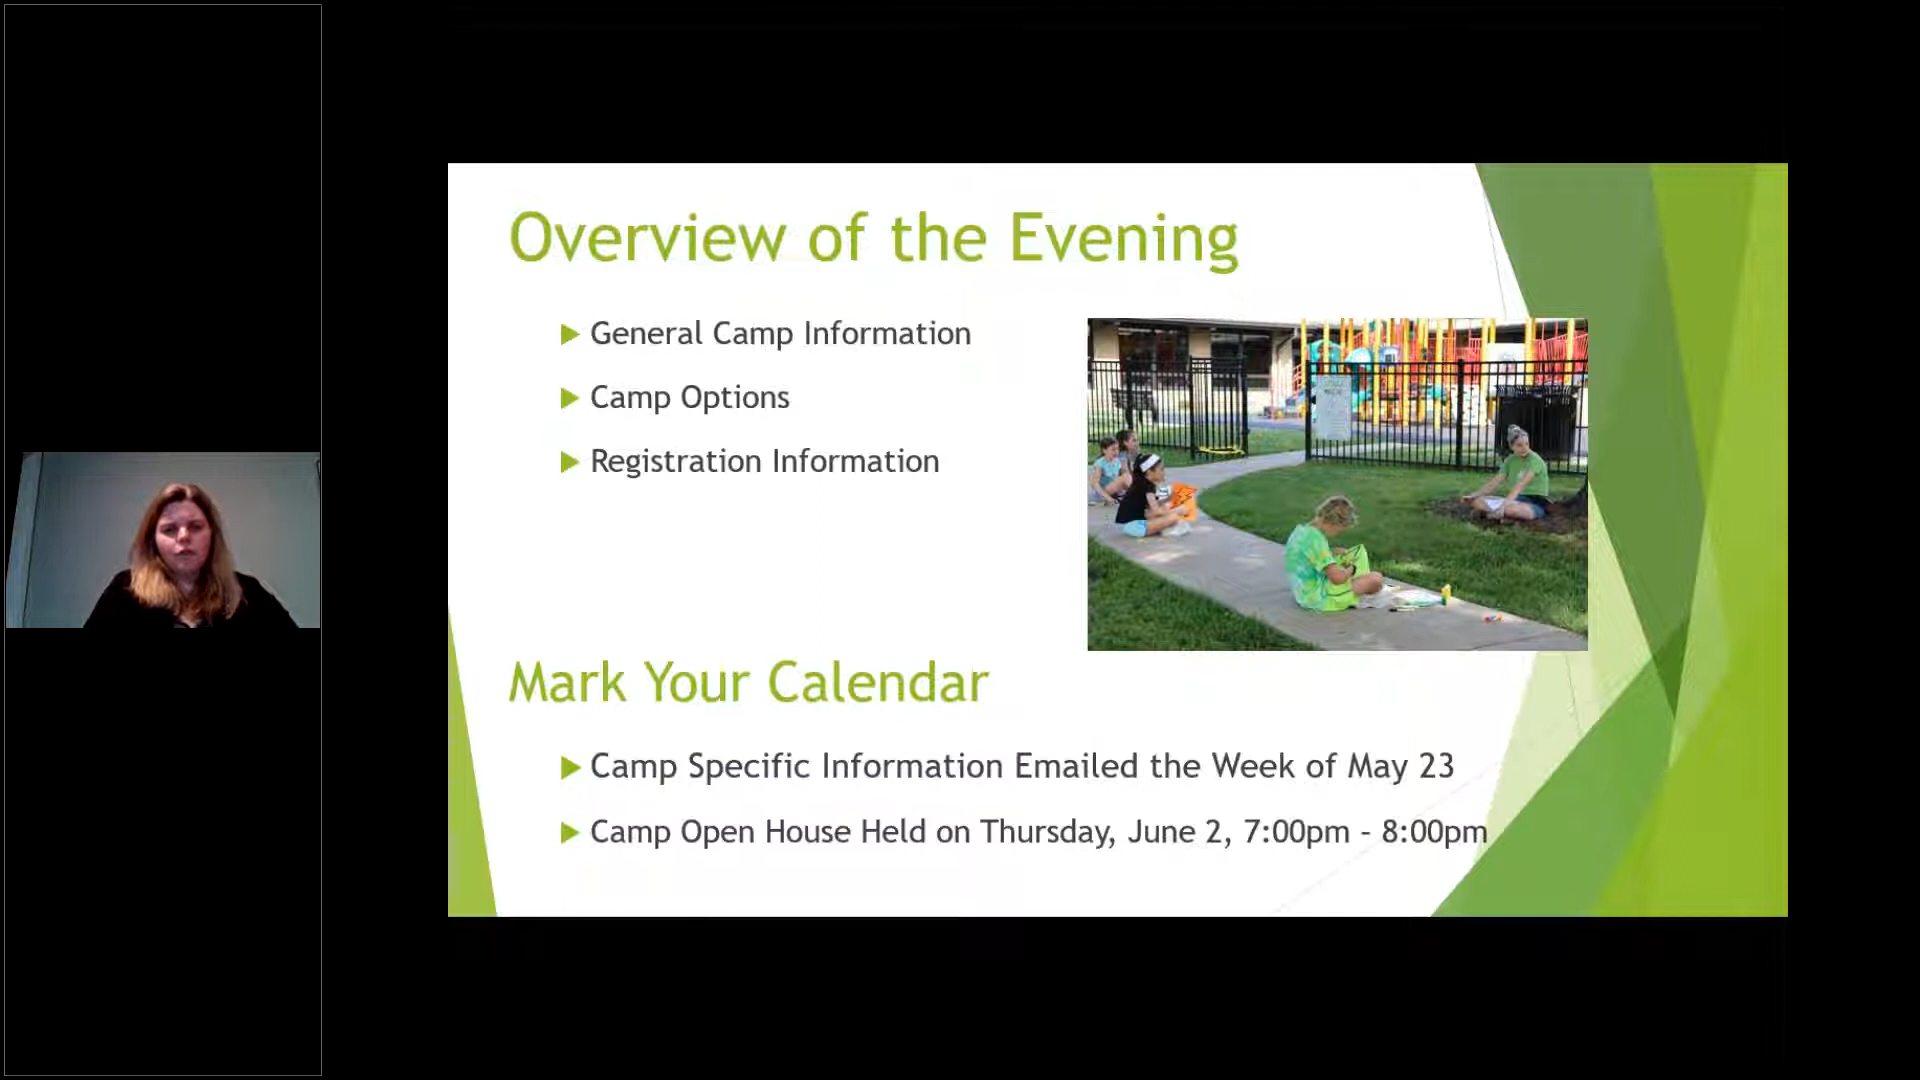 Overview of the Evening
General Camp Information
Camp Options
Registration Information
Mark Your Calendar
Camp Specific Information Emailed the Week of May 23
Camp Open House Held on Thursday, June 2, 7:00pm – 8:00pm